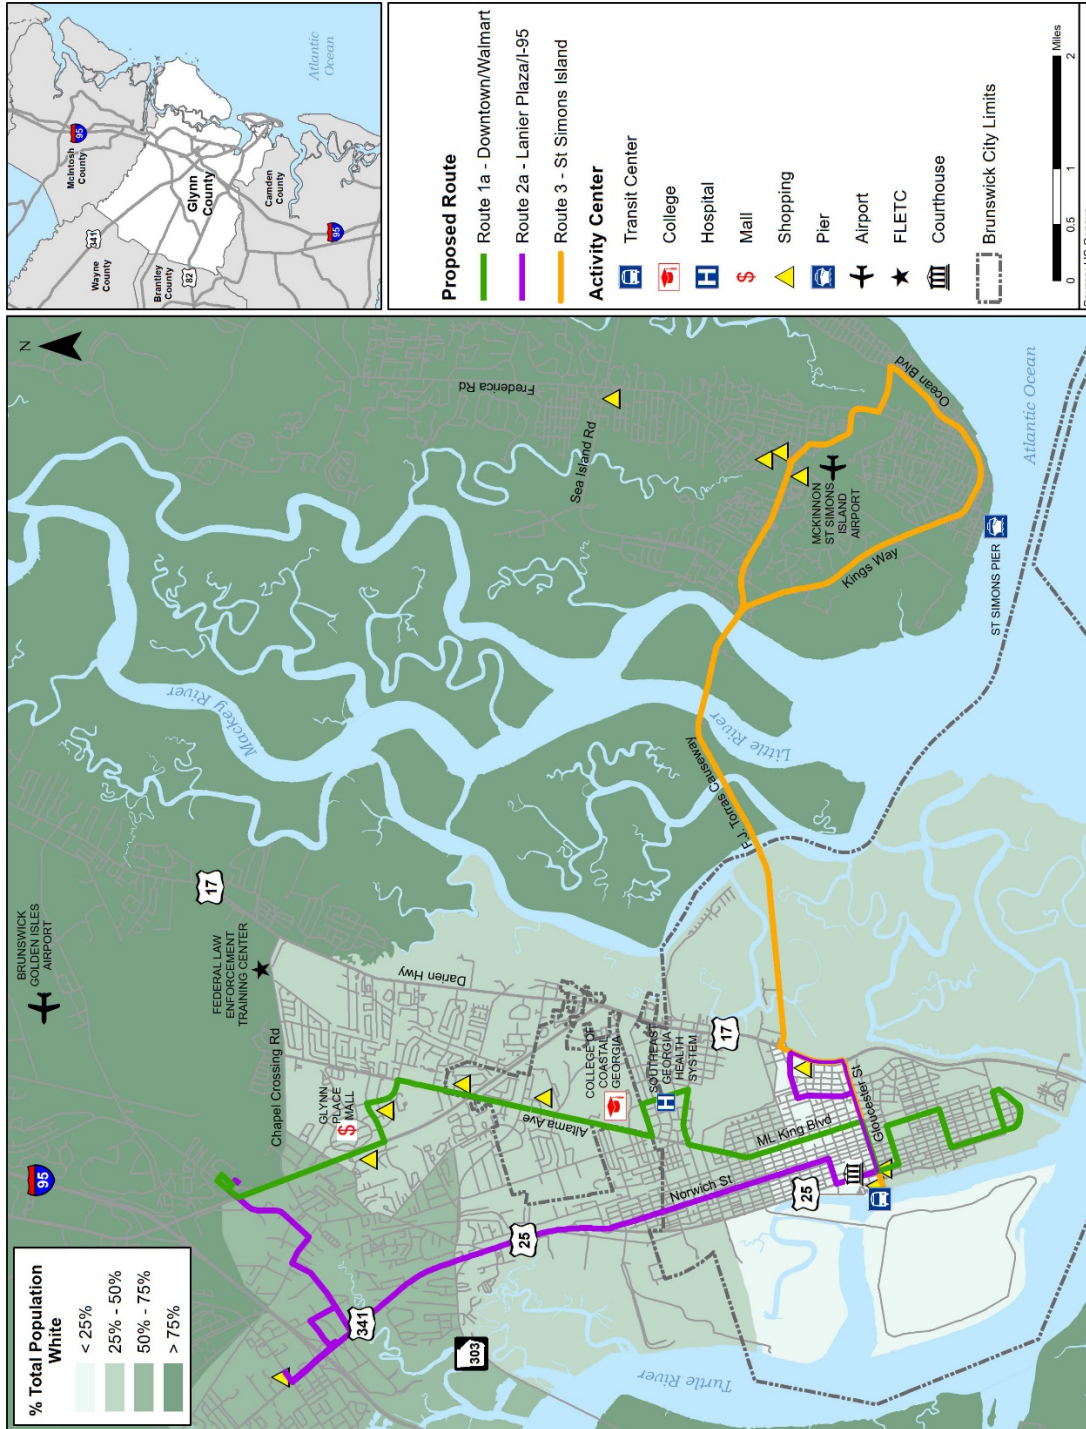 % Total Population
White
< 25%
25% - 50%
50% - 75%
> 75%
N
95
BRUNSWICK
GOLDEN ISLES
AIRPORT
17
FEDERAL LAW
ENFORCEMENT
TRAINING CENTER
Chapel Crossing Rd
Darien Hwy
GLYNN
PLACE
MALL
$
341
303
25
Altama Ave
COLLEGE OF
COASTAL
GEORGIA
SOUTHEAST
GEORGIA
HEALTH
SYSTEM
H
17
Norwich St
ML King Blvd
25
Gloucester St
Turtle River
Mackey River
Little River
F.J. Torras Causeway
Sea Island Rd
Frederica Rd
MCKINNON
ST SIMONS
ISLAND
AIRPORT
Kings Way
Ocean Blvd
ST SIMONS PIER
Atlantic Ocean
McIntosh
County
95
341
Wayne
County
Brantley
County
82
Glynn
County
Camden
County
95
Atlantic
Ocean
Proposed Route
Route 1a - Downtown/Walmart
Route 2a - Lanier Plaza/I-95
Route 3 - St Simons Island
Activity Center
Transit Center
College
H Hospital
$ Mall
Shopping
Pier
Airport
FLETC
Courthouse
Brunswick City Limits
0 0.5 1 2
Miles